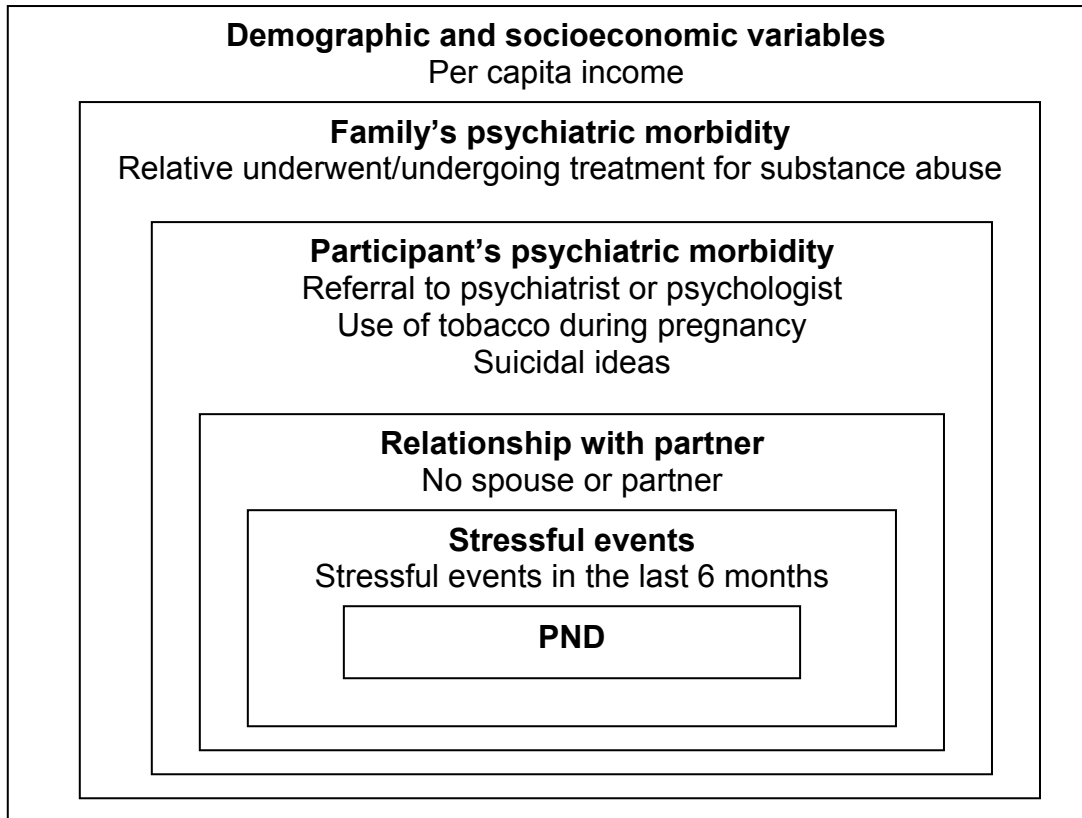 Demographic and socioeconomic variables
Per capita income
Family’s psychiatric morbidity
Relative underwent/undergoing treatment for substance abuse
Participant’s psychiatric morbidity
Referral to psychiatrist or psychologist
Use of tobacco during pregnancy
Suicidal ideas
Relationship with partner
No spouse or partner
Stressful events
Stressful events in the last 6 months
PND